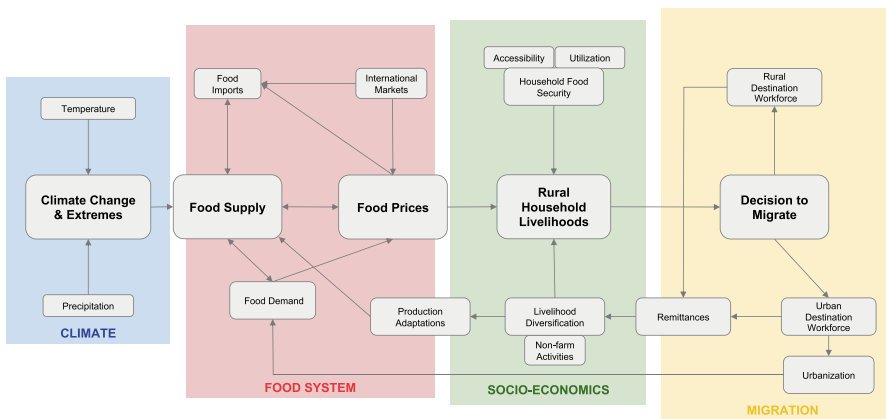 Accessibility
Utilization
Food
Imports
International
Markets
Household Food
Security
Rural
Destination
Workforce
Temperature
Climate Change
& Extremes
Food Supply
Food Prices
Rural
Household
Livelihoods
Decision to
Migrate
Precipitation
Food Demand
Production
Adaptations
Livelihood
Diversification
Non-farm
Activities
Remittances
Urban
Destination
Workforce
Urbanization
CLIMATE
FOOD SYSTEM
SOCIO-ECONOMICS
MIGRATION